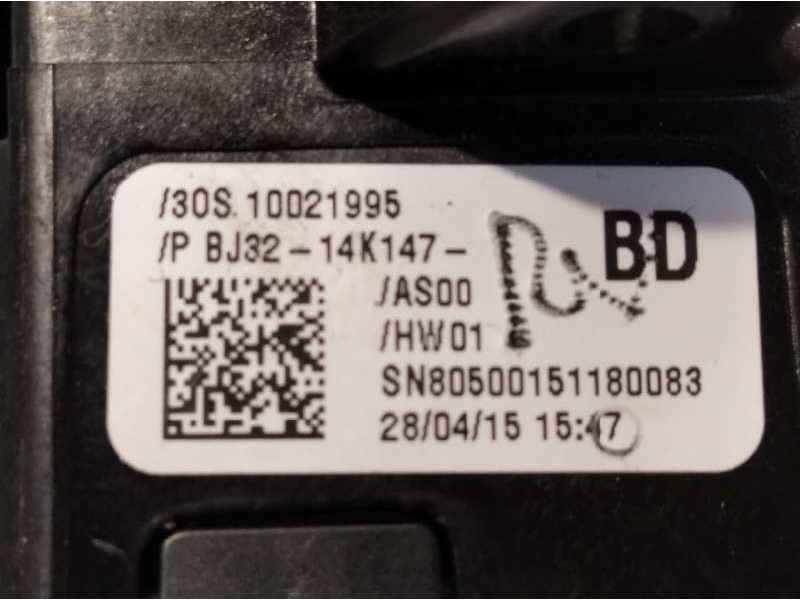 /30S.10021995
/P BJ32-14K147- BD
/AS00
/HW01
SN80500151180083
28/04/15 15:47